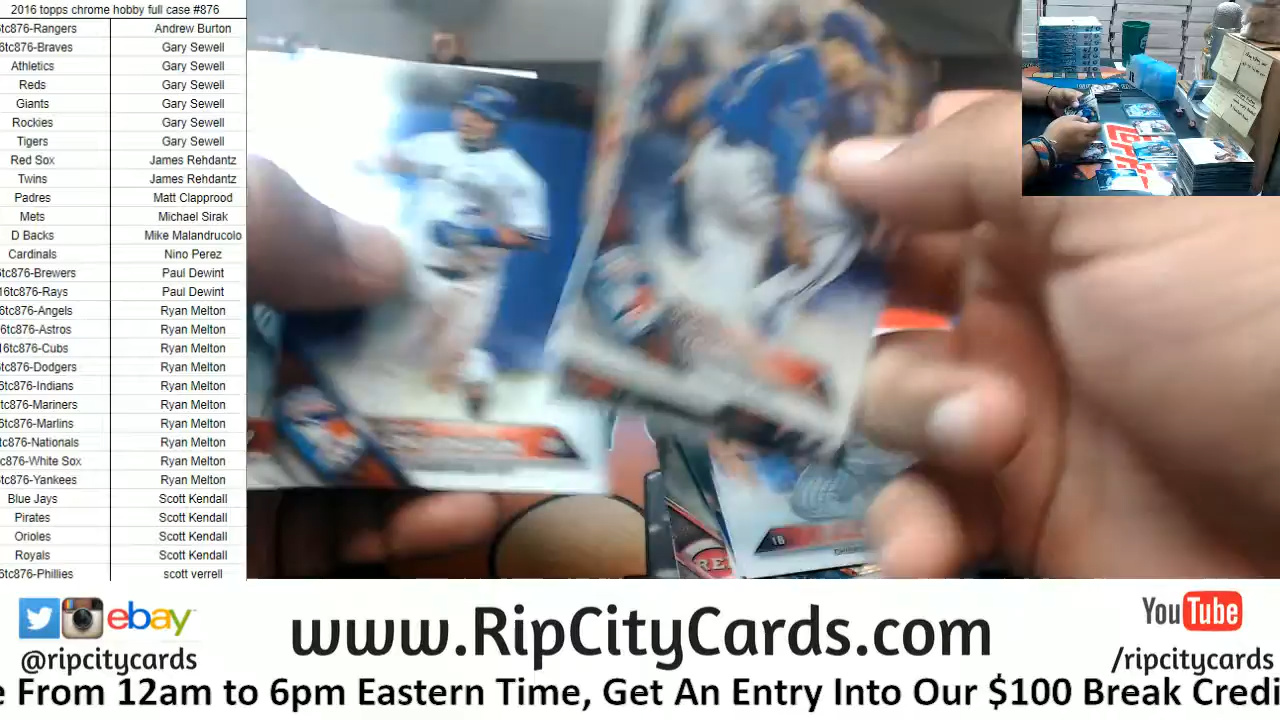 2016 topps chrome hobby full case #876
tc876-Rangers Andrew Burton
6tc876-Braves Gary Sewell
Athletics Gary Sewell
Reds Gary Sewell
Giants Gary Sewell
Rockies Gary Sewell
Tigers Gary Sewell
Red Sox James Rehdantz
Twins James Rehdantz
Padres Matt Clapprood
Mets Michael Sirak
D Backs Mike Malandrucolo
Cardinals Nino Perez
tc876-Brewers Paul Dewint
16tc876-Rays Paul Dewint
6tc876-Angels Ryan Melton
6tc876-Astros Ryan Melton
16tc876-Cubs Ryan Melton
tc876-Dodgers Ryan Melton
6tc876-Indians Ryan Melton
tc876-Mariners Ryan Melton
6tc876-Marlins Ryan Melton
tc876-Nationals Ryan Melton
c876-White Sox Ryan Melton
tc876-Yankees Ryan Melton
Blue Jays Scott Kendall
Pirates Scott Kendall
Orioles Scott Kendall
Royals Scott Kendall
6tc876-Phillies scott verrell
1B
RE
ebay
@ripcitycards
www.RipCityCards.com
YouTube
/ripcitycards
e From 12am to 6pm Eastern Time, Get An Entry Into Our $100 Break Credi